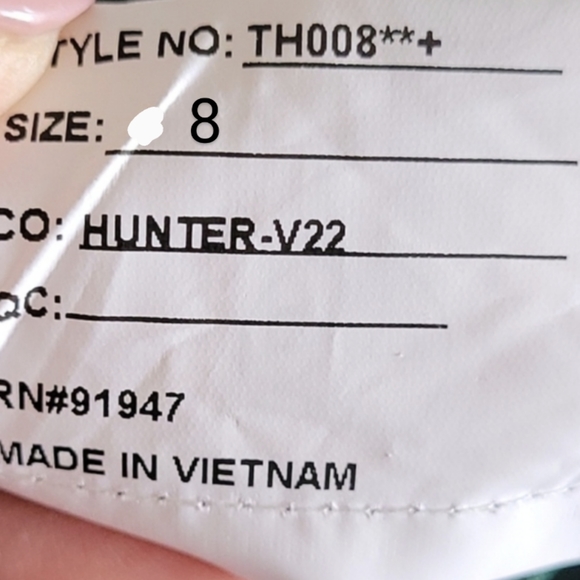 TYLE NO: TH008**+
SIZE: 8
CO: HUNTER-V22
QC:
RN#91947
MADE IN VIETNAM